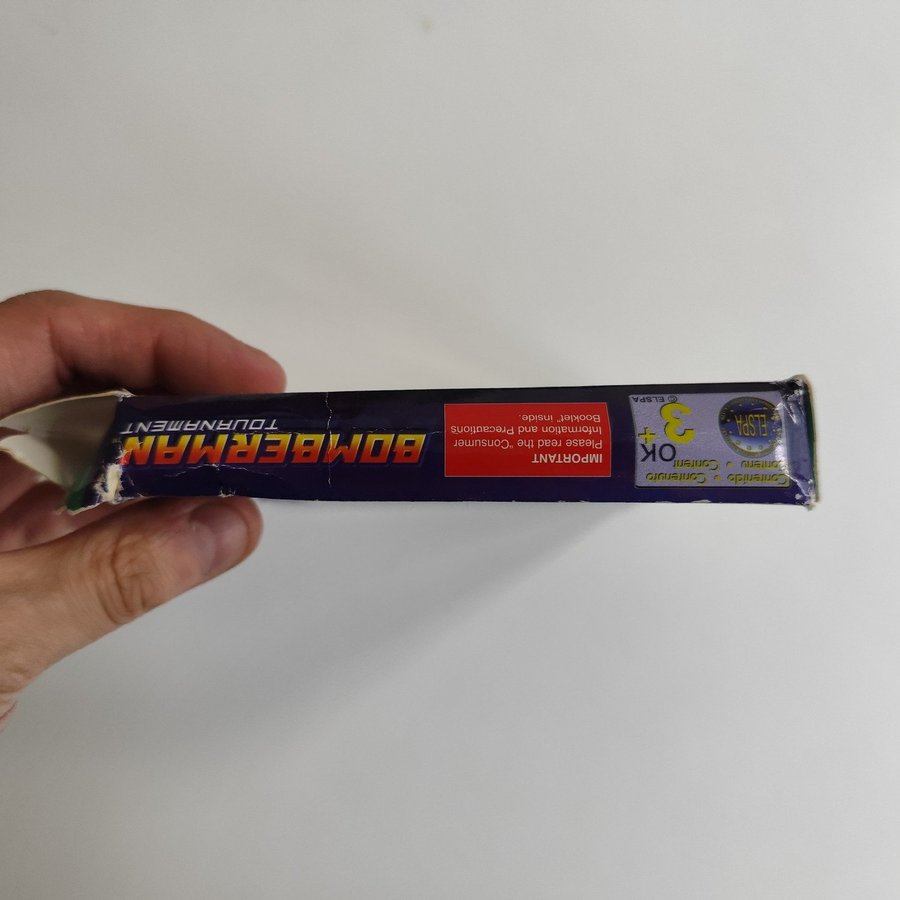 ELSPA
Contenido • Contenuto
Contenu • Content
OK
3+
© ELSPA
IMPORTANT
Please read the "Consumer
Information and Precautions
Booklet" inside.
BOMBERMAN
TOURNAMENT